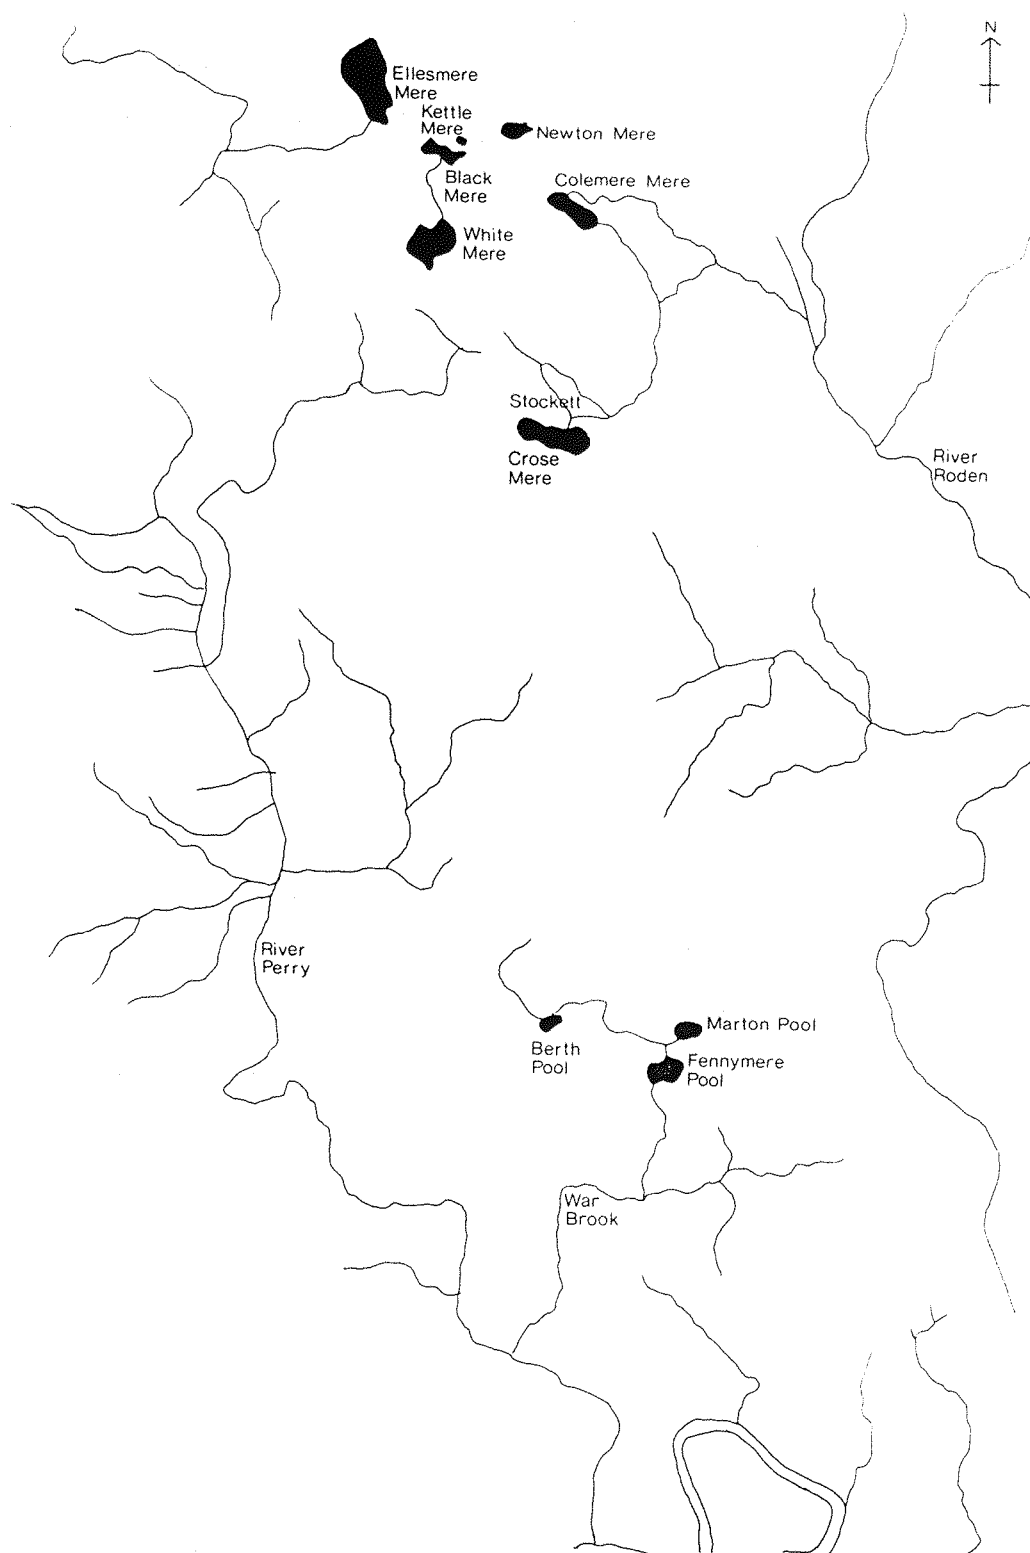 N
Ellesmere
Mere
Kettle
Mere
Newton Mere
Black
Mere
Colemere Mere
White
Mere
Stockett
Crose
Mere
River
Roden
River
Perry
Marton Pool
Berth
Pool
Fennymere
Pool
War
Brook